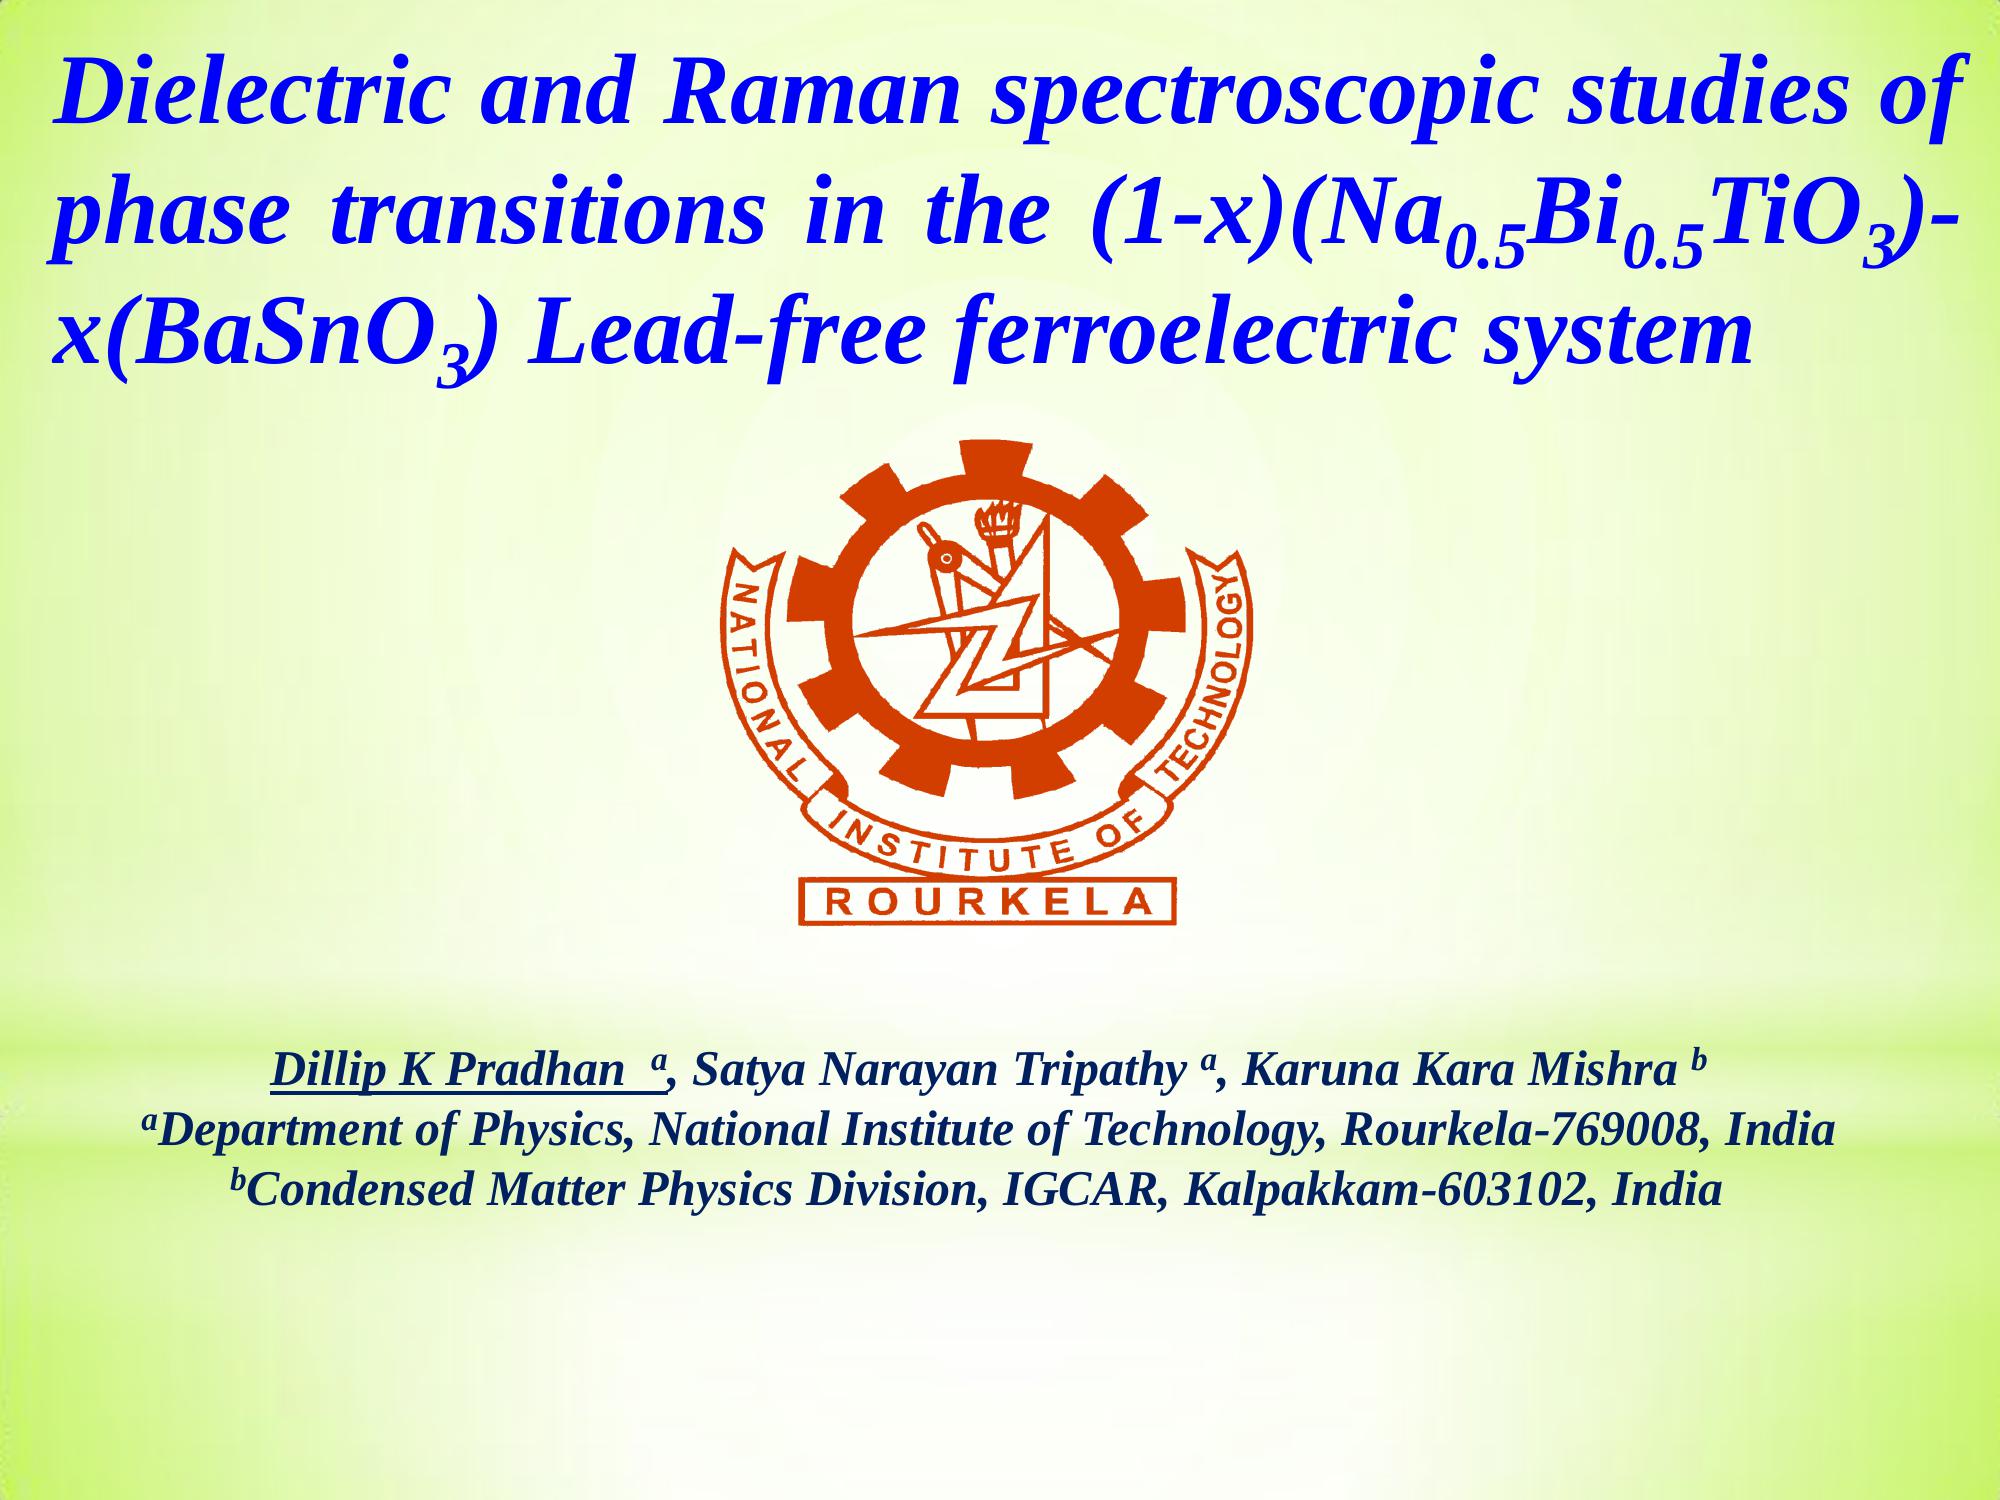 Dielectric and Raman spectroscopic studies of
phase transitions in the (1-x)(Na₀.₅Bi₀.₅TiO₃)-
x(BaSnO₃) Lead-free ferroelectric system
NATIONAL INSTITUTE OF TECHNOLOGY
ROURKELA
Dillip K Pradhan ᵃ, Satya Narayan Tripathy ᵃ, Karuna Kara Mishra ᵇ
ᵃDepartment of Physics, National Institute of Technology, Rourkela-769008, India
ᵇCondensed Matter Physics Division, IGCAR, Kalpakkam-603102, India